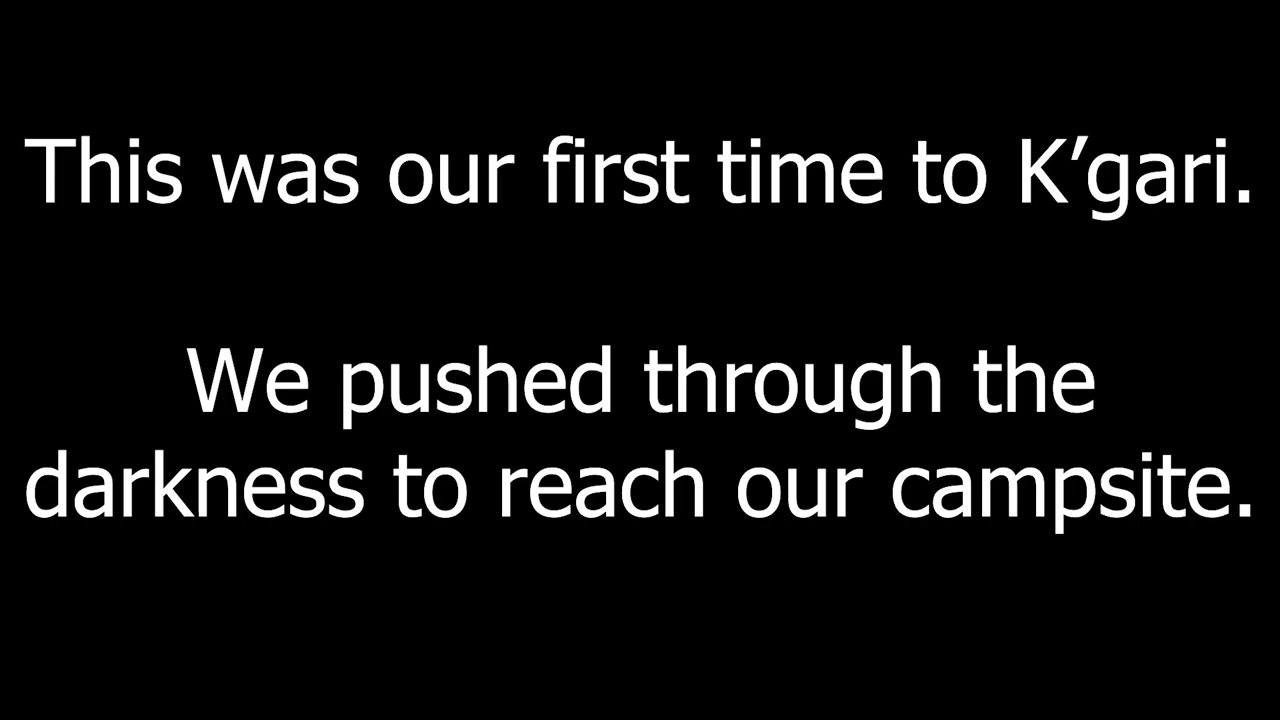 This was our first time to K’gari.
We pushed through the
darkness to reach our campsite.